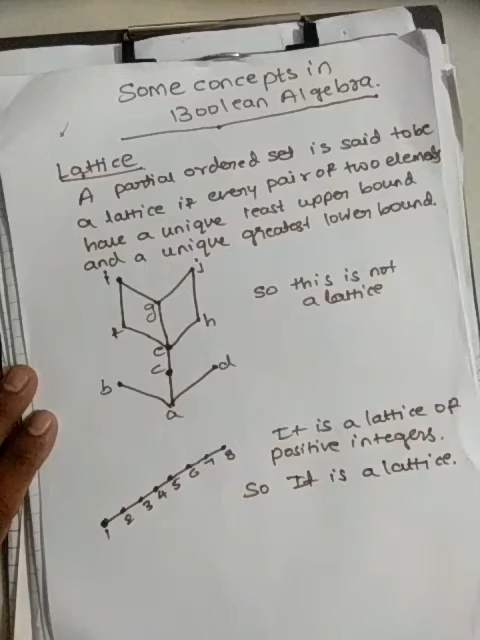 Some concepts in
Boolean Algebra.
Lattice
A partial ordered set is said to be
a lattice if every pair of two elements
have a unique least upper bound
and a unique greatest lower bound.
i
j
g
f
h
e
c
b
d
a
So this is not
a lattice
1 2 3 4 5 6 7 8
It is a lattice of
positive integers.
So It is a lattice.